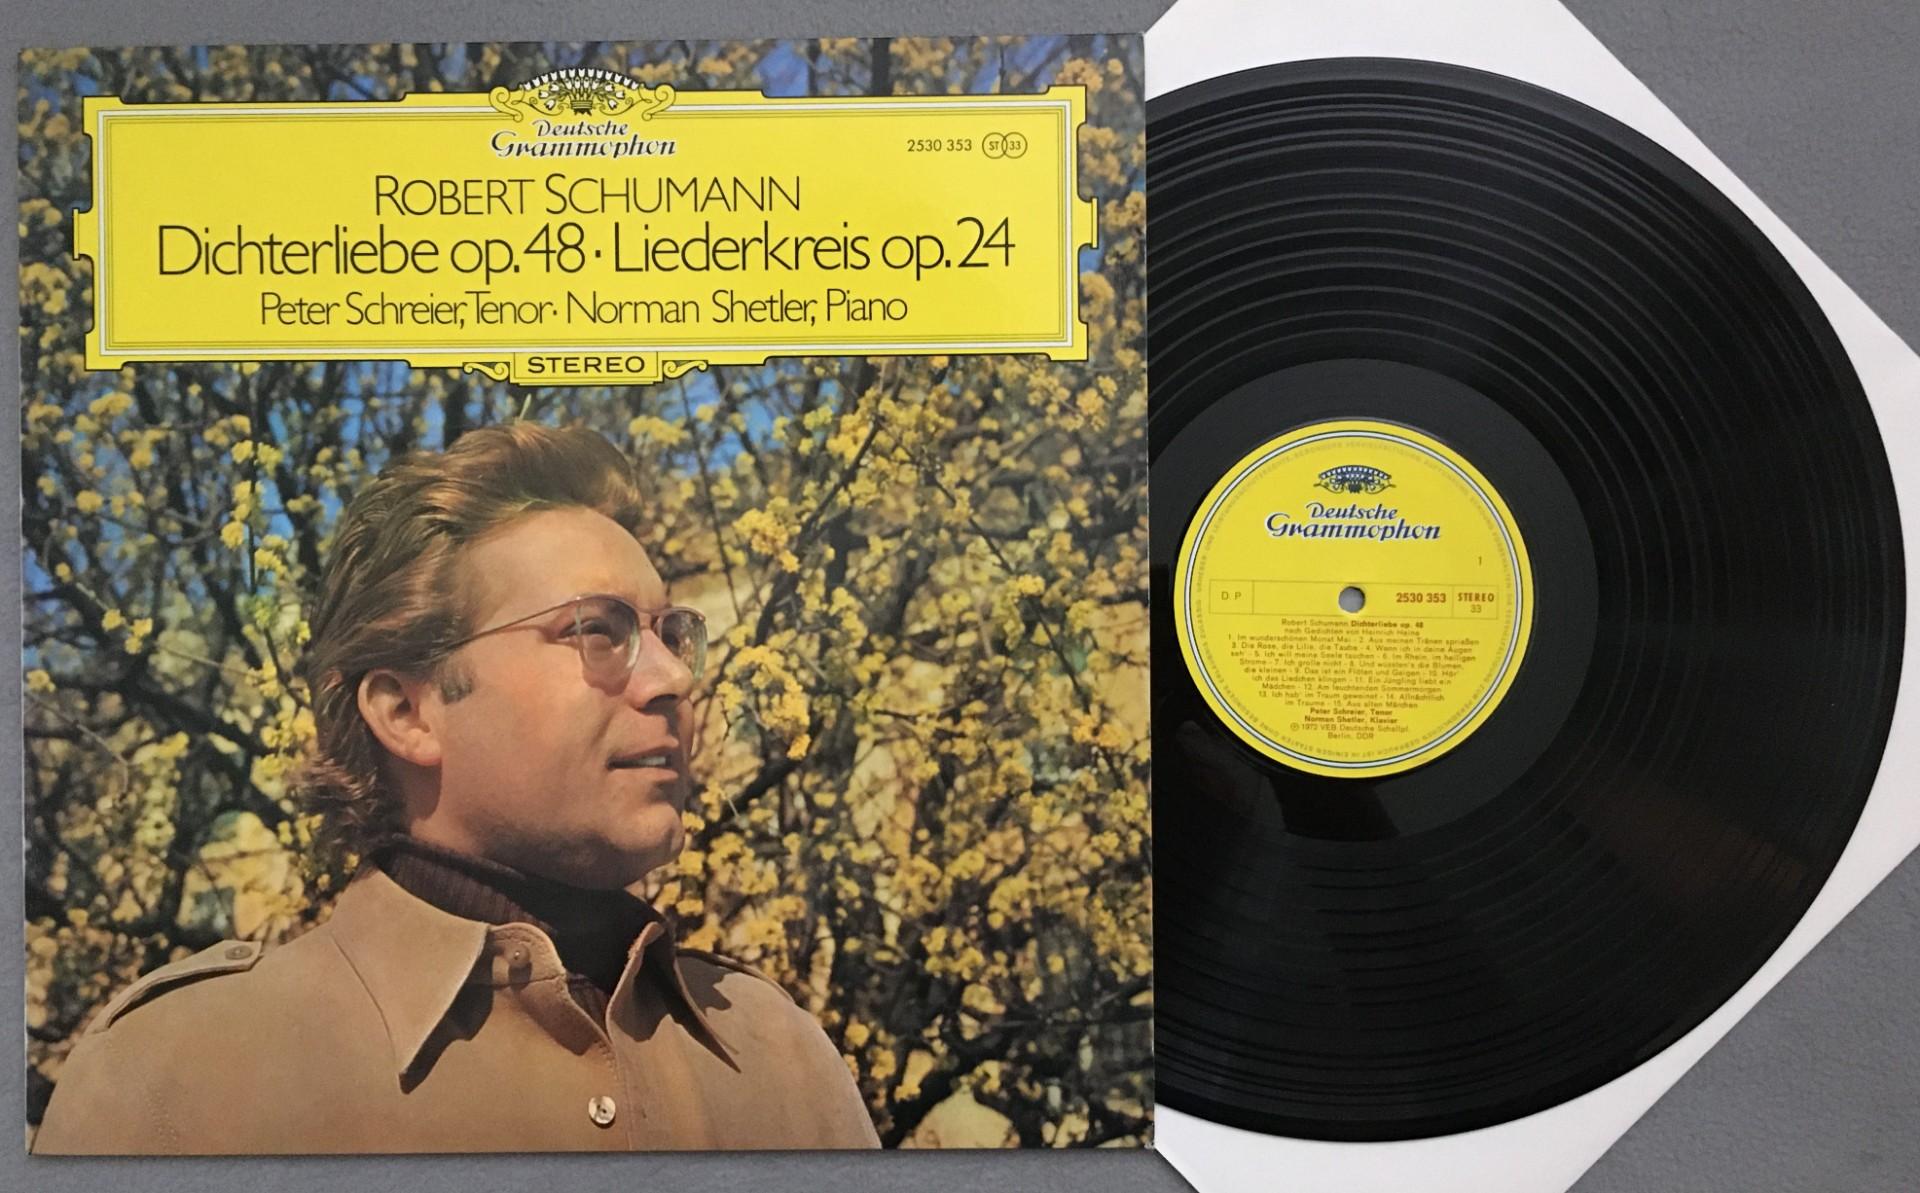 Deutsche
Grammophon
2530 353 ST 33
ROBERT SCHUMANN
Dichterliebe op. 48 · Liederkreis op. 24
Peter Schreier, Tenor · Norman Shetler, Piano
STEREO
Deutsche
Grammophon
1
D P 2530 353 STEREO
33
Robert Schumann Dichterliebe op. 48
nach Gedichten von Heinrich Heine
1. Im wunderschönen Monat Mai - 2. Aus meinen Tränen sprießen
3. Die Rose, die Lilie, die Taube - 4. Wenn ich in deine Augen
seh' - 5. Ich will meine Seele tauchen - 6. Im Rhein, im heiligen
Strome - 7. Ich grolle nicht - 8. Und wüssten's die Blumen,
die kleinen - 9. Das ist ein Flöten und Geigen - 10. Hör'
ich das Liedchen klingen - 11. Ein Jüngling liebt ein
Mädchen - 12. Am leuchtenden Sommermorgen
13. Ich hab' im Traum geweinet - 14. Allnächtlich
im Traume - 15. Aus alten Märchen
Peter Schreier, Tenor
Norman Shetler, Klavier
℗ 1972 VEB Deutsche Schallpl.
Berlin, DDR